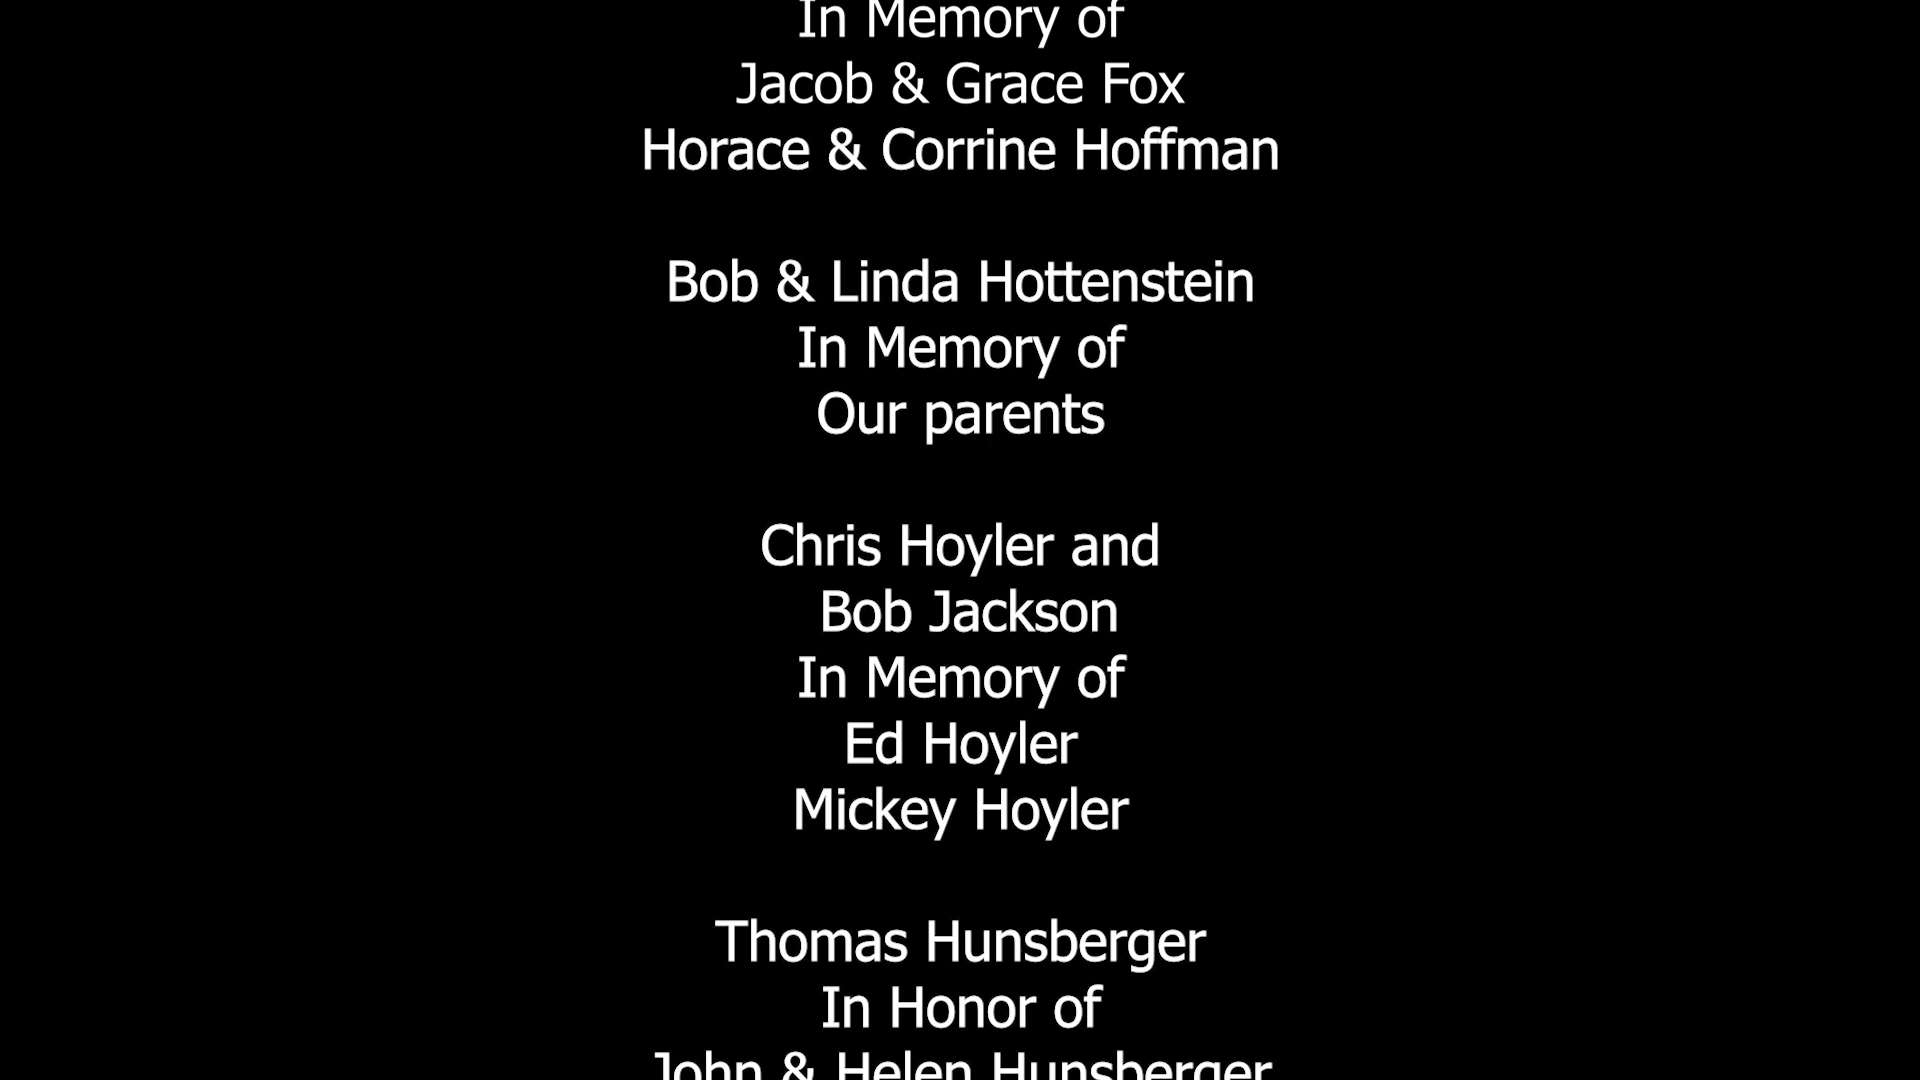 In Memory of
Jacob & Grace Fox
Horace & Corrine Hoffman
Bob & Linda Hottenstein
In Memory of
Our parents
Chris Hoyler and
Bob Jackson
In Memory of
Ed Hoyler
Mickey Hoyler
Thomas Hunsberger
In Honor of
John & Helen Hunsberger